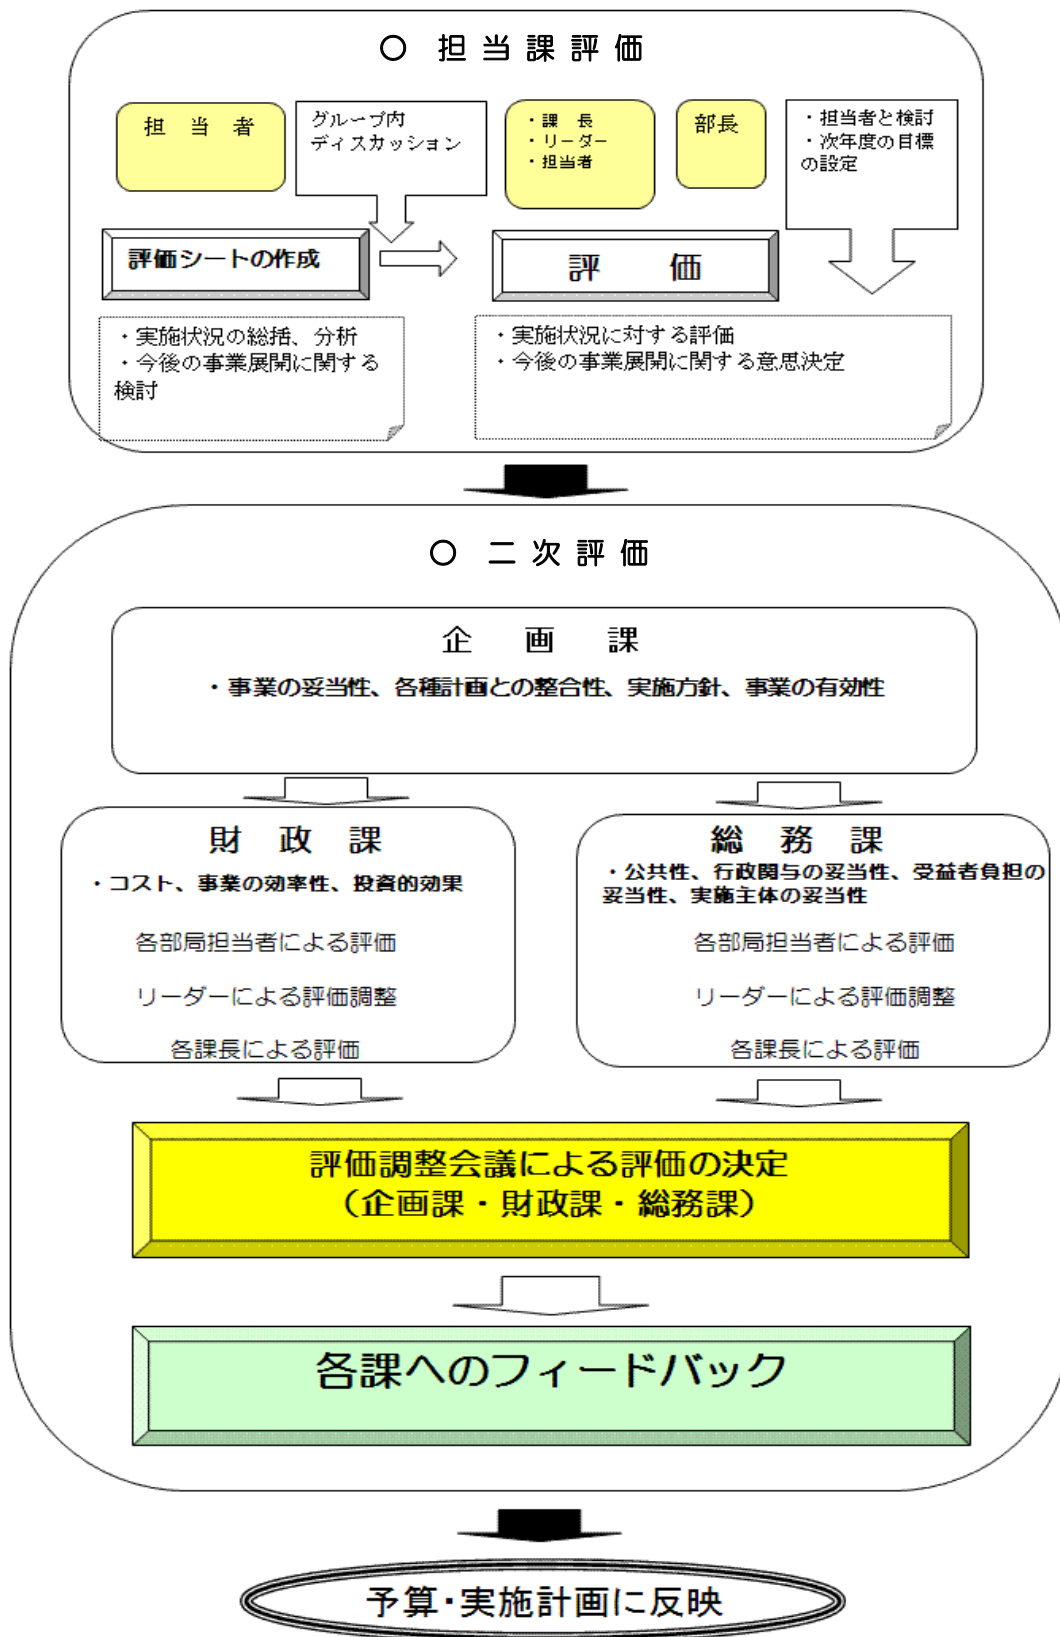 ○ 担当課評価
担当者
グループ内
ディスカッション
・課長
・リーダー
・担当者
部長
・担当者と検討
・次年度の目標
の設定
評価シートの作成
評価
・実施状況の総括、分析
・今後の事業展開に関する
検討
・実施状況に対する評価
・今後の事業展開に関する意思決定
○ 二次評価
企画課
・事業の妥当性、各種計画との整合性、実施方針、事業の有効性
財政課
・コスト、事業の効率性、投資的効果
各部局担当者による評価
リーダーによる評価調整
各課長による評価
総務課
・公共性、行政関与の妥当性、受益者負担の
妥当性、実施主体の妥当性
各部局担当者による評価
リーダーによる評価調整
各課長による評価
評価調整会議による評価の決定
（企画課・財政課・総務課）
各課へのフィードバック
予算・実施計画に反映